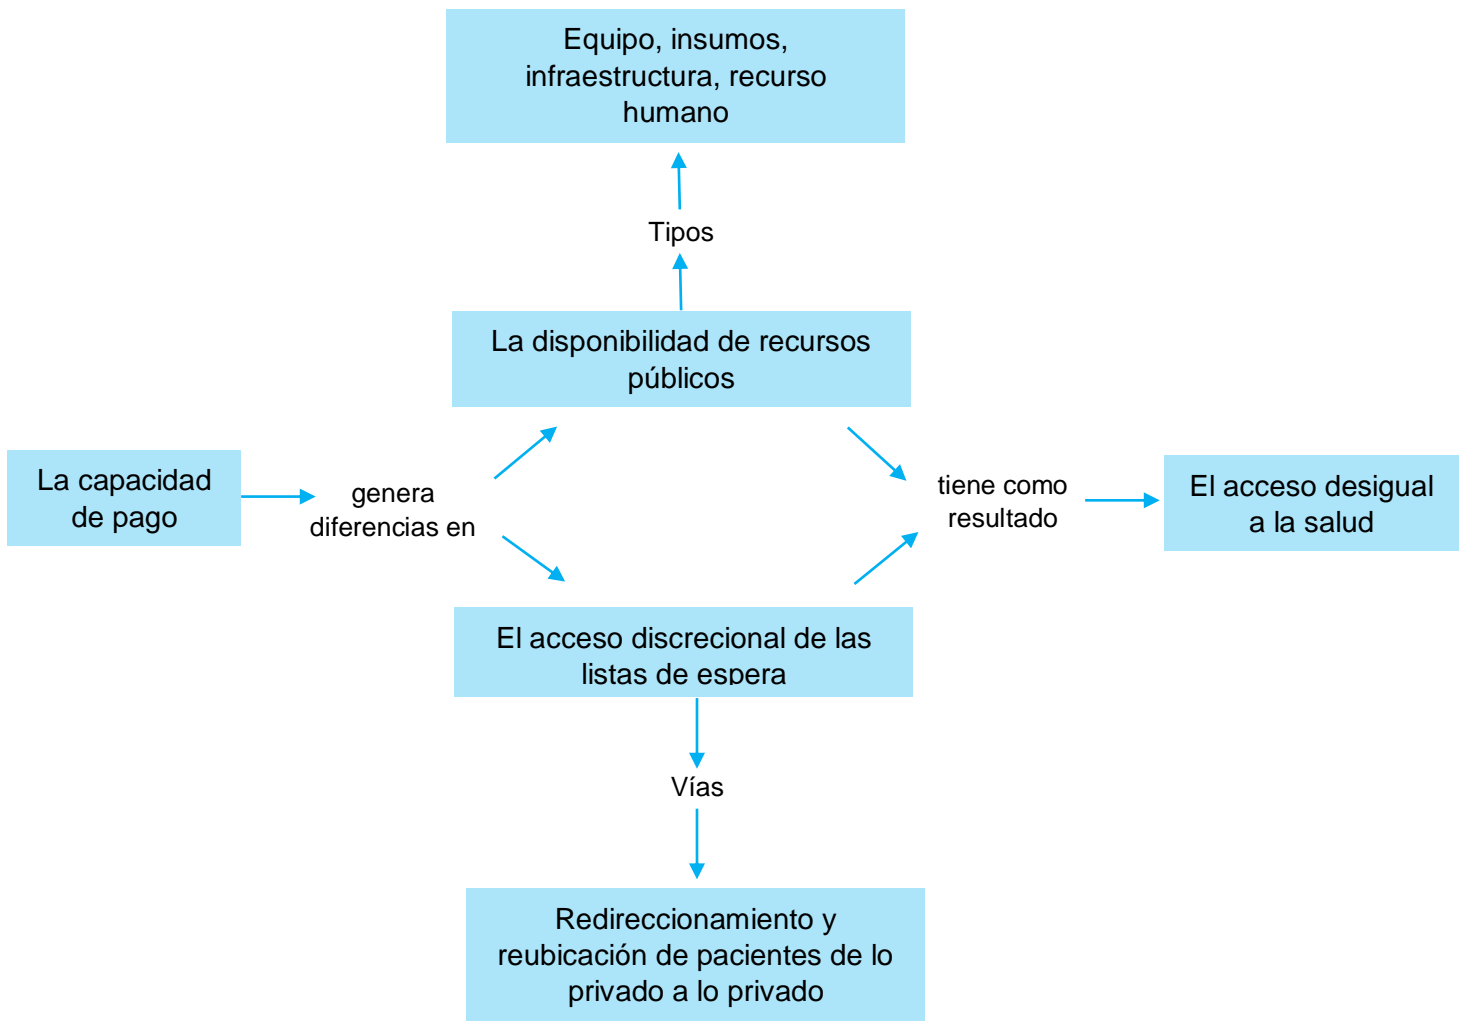 Equipo, insumos,
infraestructura, recurso
humano
Tipos
La disponibilidad de recursos
públicos
La capacidad
de pago
genera
diferencias en
tiene como
resultado
El acceso desigual
a la salud
El acceso discrecional de las
listas de espera
Vías
Redireccionamiento y
reubicación de pacientes de lo
privado a lo privado